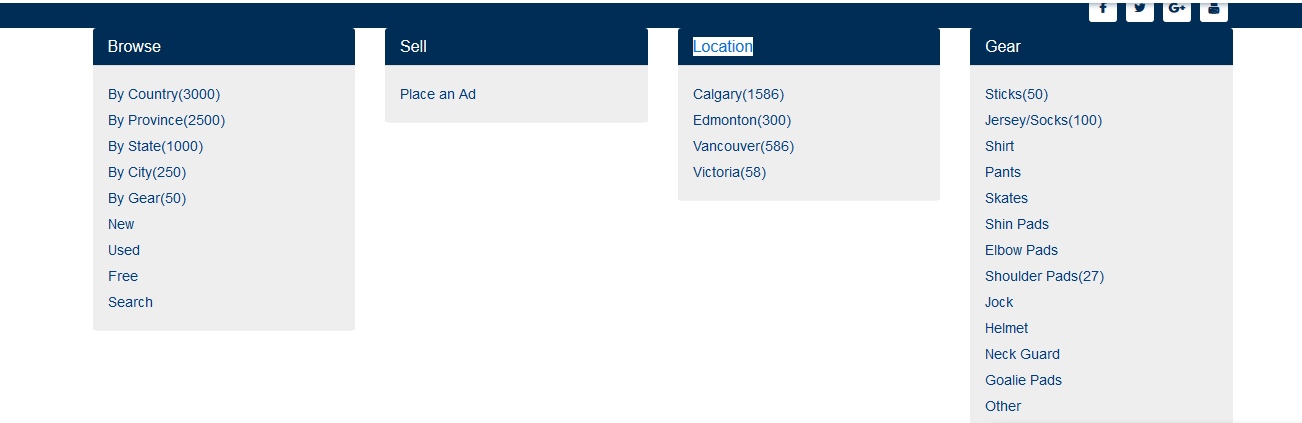 Browse
By Country(3000)
By Province(2500)
By State(1000)
By City(250)
By Gear(50)
New
Used
Free
Search
Sell
Place an Ad
Location
Calgary(1586)
Edmonton(300)
Vancouver(586)
Victoria(58)
Gear
Sticks(50)
Jersey/Socks(100)
Shirt
Pants
Skates
Shin Pads
Elbow Pads
Shoulder Pads(27)
Jock
Helmet
Neck Guard
Goalie Pads
Other